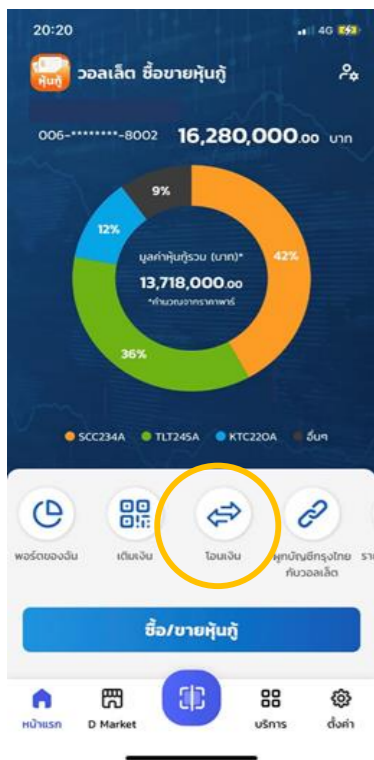 20:20
4G
หุ้นกู้
วอลเล็ต ซื้อขายหุ้นกู้
006-********-8002 16,280,000.00 บาท
9%
12%
42%
36%
มูลค่าหุ้นกู้รวม (บาท)*
13,718,000.00
*คำนวณจากราคาพาร์
SCC234A TLT245A KTC220A อื่นๆ
พอร์ตของฉัน
เติมเงิน
โอนเงิน
ผูกบัญชีกรุงไทย
กับวอลเล็ต
ซื้อ/ขายหุ้นกู้
หน้าแรก D Market บริการ ตั้งค่า